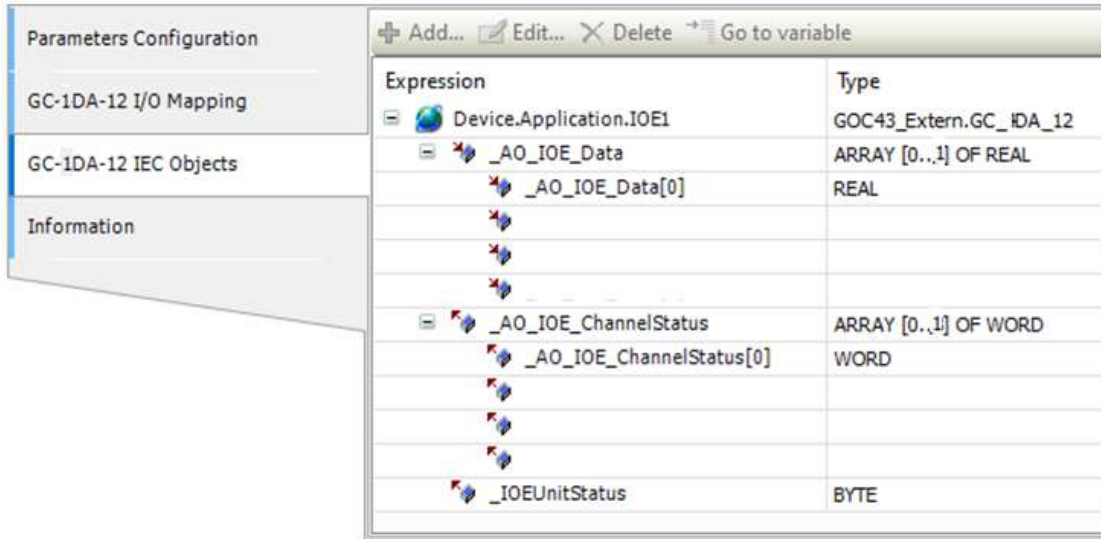 Parameters Configuration
GC-1DA-12 I/O Mapping
GC-1DA-12 IEC Objects
Information
Add... Edit... Delete Go to variable
Expression Type
Device.Application.IOE1 GOC43_Extern.GC_1DA_12
_AO_IOE_Data ARRAY [0..1] OF REAL
_AO_IOE_Data[0] REAL
_AO_IOE_ChannelStatus ARRAY [0..1] OF WORD
_AO_IOE_ChannelStatus[0] WORD
_IOEUnitStatus BYTE